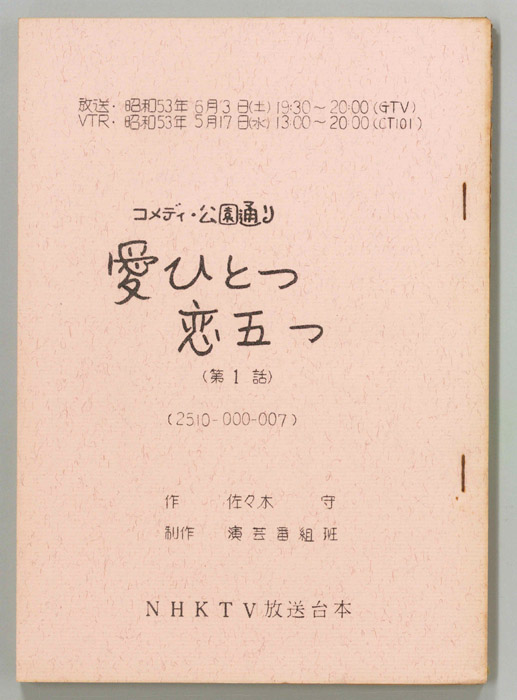 放送・昭和53年 6月3日(土) 19:30～20:00(GTV)
VTR・昭和53年 5月17日(水) 13:00～20:00(CT101)
コメディ・公園通り
愛ひとつ
恋五つ
(第1話)
(2510-000-007)
作 佐々木 守
制作 演芸番組班
NHKTV放送台本